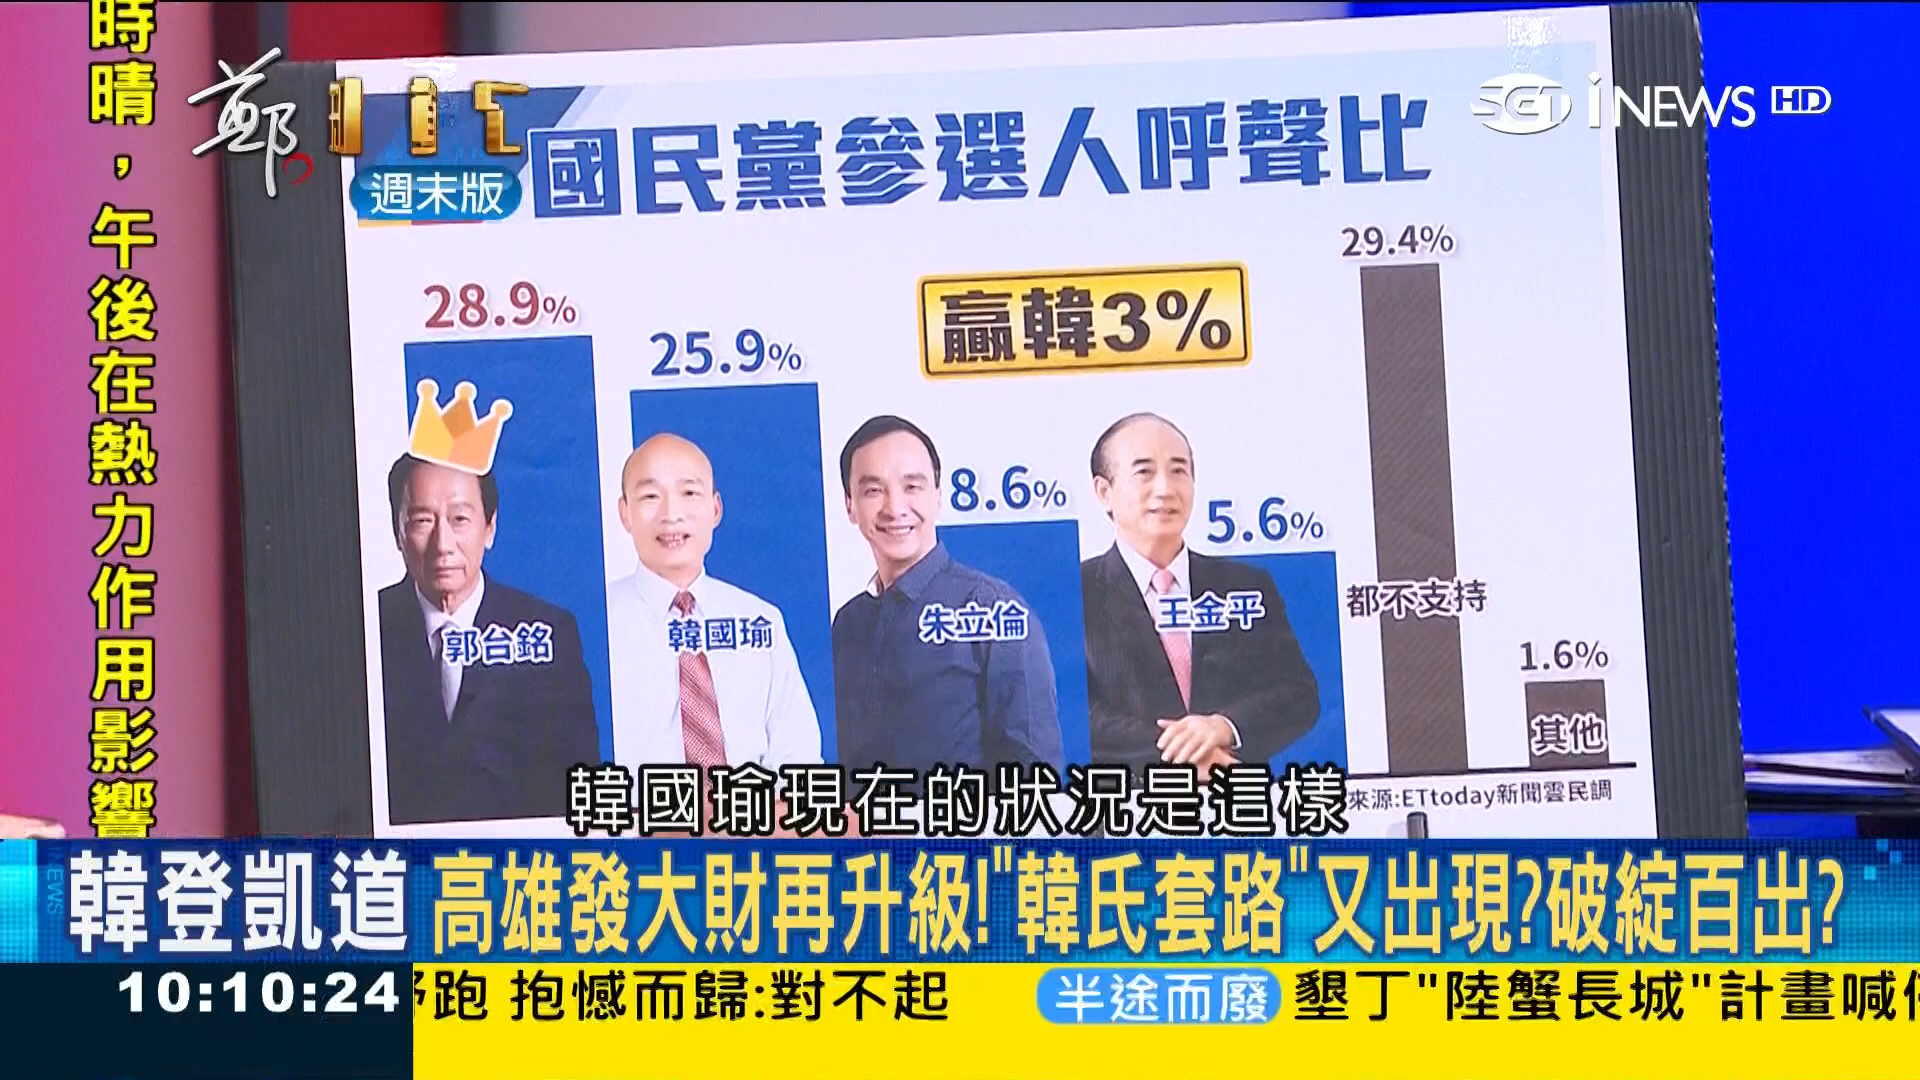 時晴，午後在熱力作用影響
鄭
週末版
SET iNEWS HD
國民黨參選人呼聲比
贏韓3%
28.9%
郭台銘
25.9%
韓國瑜
8.6%
朱立倫
5.6%
王金平
29.4%
都不支持
1.6%
其他
來源:ETtoday新聞雲民調
韓國瑜現在的狀況是這樣
NEWS
韓登凱道
高雄發大財再升級!"韓氏套路"又出現?破綻百出?
10:10:24
跑 抱憾而歸:對不起
半途而廢 墾丁"陸蟹長城"計畫喊